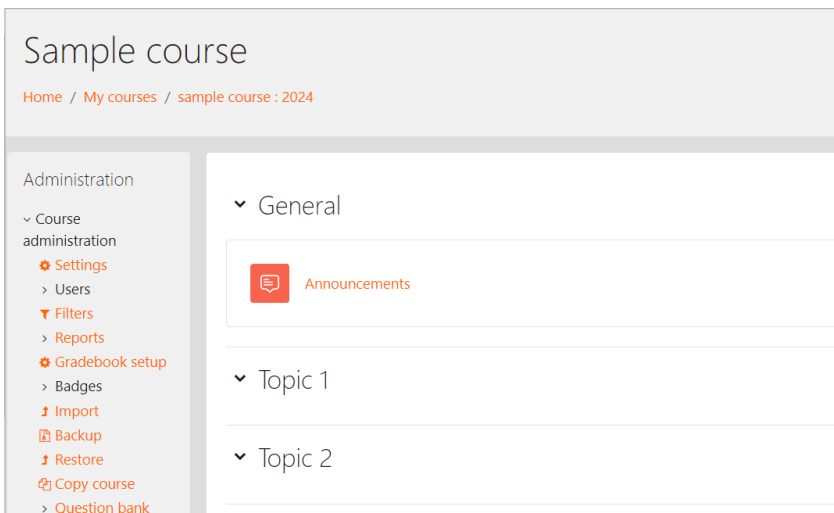 Sample course
Home / My courses / sample course : 2024
Administration
Course
administration
Settings
Users
Filters
Reports
Gradebook setup
Badges
Import
Backup
Restore
Copy course
Question bank
General
Announcements
Topic 1
Topic 2